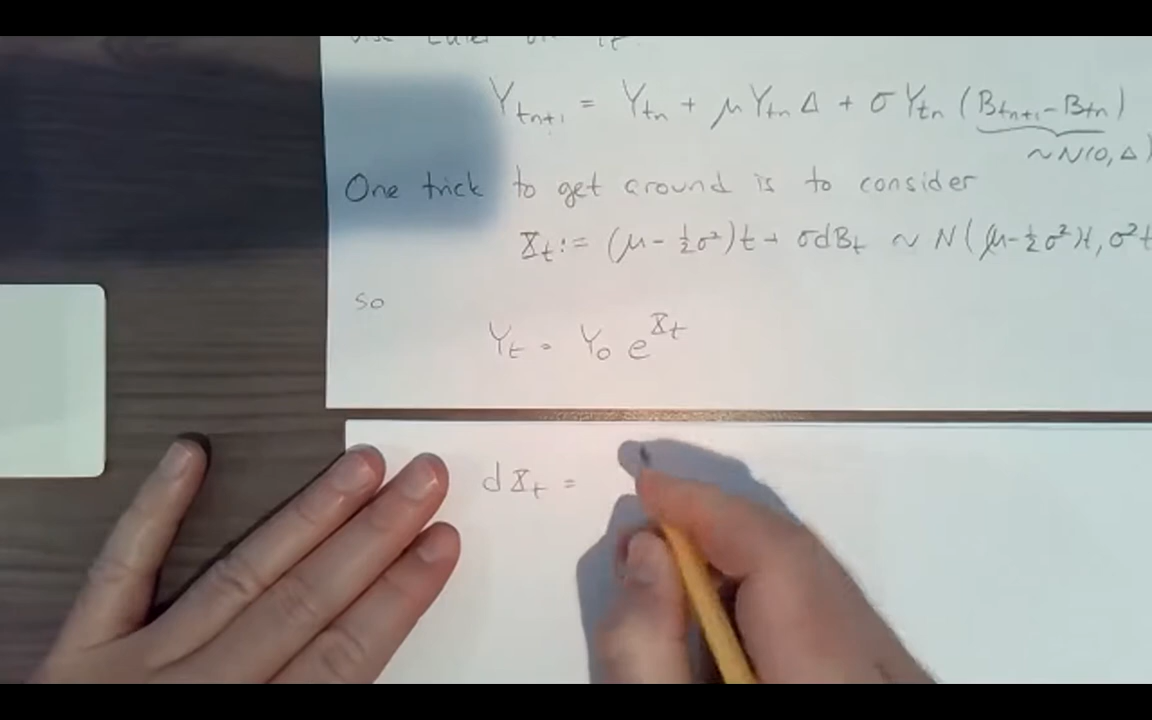 Y_{t_{n+1}} = Y_{t_n} + μ Y_{t_n} Δ + σ Y_{t_n} (B_{t_{n+1}} - B_{t_n})
~ N(0, Δ)
One trick to get around is to consider
X_t := (μ - ½σ²)t + σdB_t ~ N(μ - ½σ²)t, σ²t
so
Y_t = Y_0 e^{X_t}
dX_t =